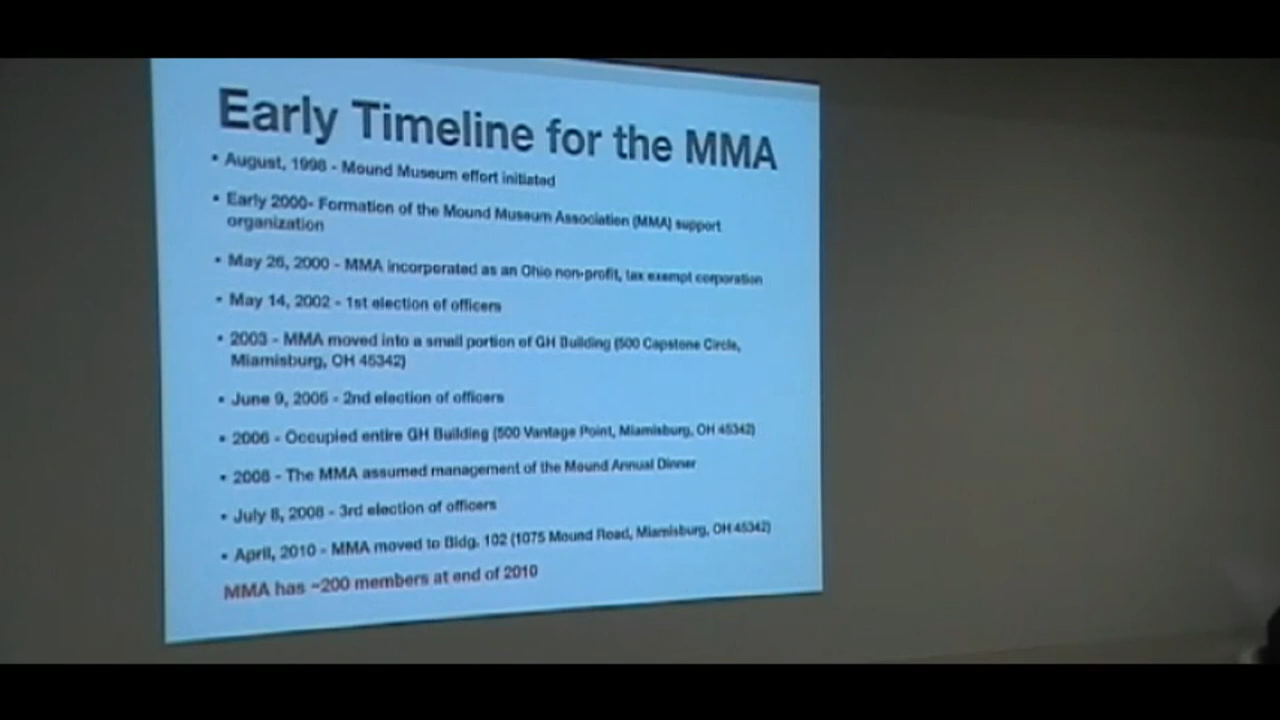 Early Timeline for the MMA
• August, 1998 - Mound Museum effort initiated
• Early 2000- Formation of the Mound Museum Association (MMA) support
organization
• May 26, 2000 - MMA incorporated as an Ohio non-profit, tax exempt corporation
• May 14, 2002 - 1st election of officers
• 2003 - MMA moved into a small portion of GH Building (500 Capstone Circle,
Miamisburg, OH 45342)
• June 9, 2005 - 2nd election of officers
• 2006 - Occupied entire GH Building (500 Vantage Point, Miamisburg, OH 45342)
• 2008 - The MMA assumed management of the Mound Annual Dinner
• July 8, 2008 - 3rd election of officers
• April, 2010 - MMA moved to Bldg. 102 (1075 Mound Road, Miamisburg, OH 45342)
MMA has ~200 members at end of 2010